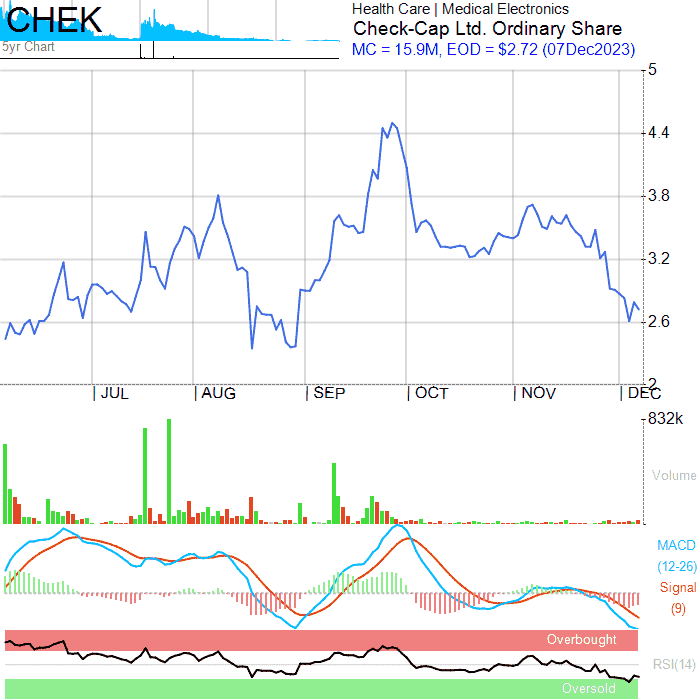 CHEK
5yr Chart
Health Care | Medical Electronics
Check-Cap Ltd. Ordinary Share
MC = 15.9M, EOD = $2.72 (07Dec2023)
5
4.4
3.8
3.2
2.6
2
JUL AUG SEP OCT NOV DEC
832k
Volume
MACD
(12-26)
Signal
(9)
Overbought
RSI(14)
Oversold